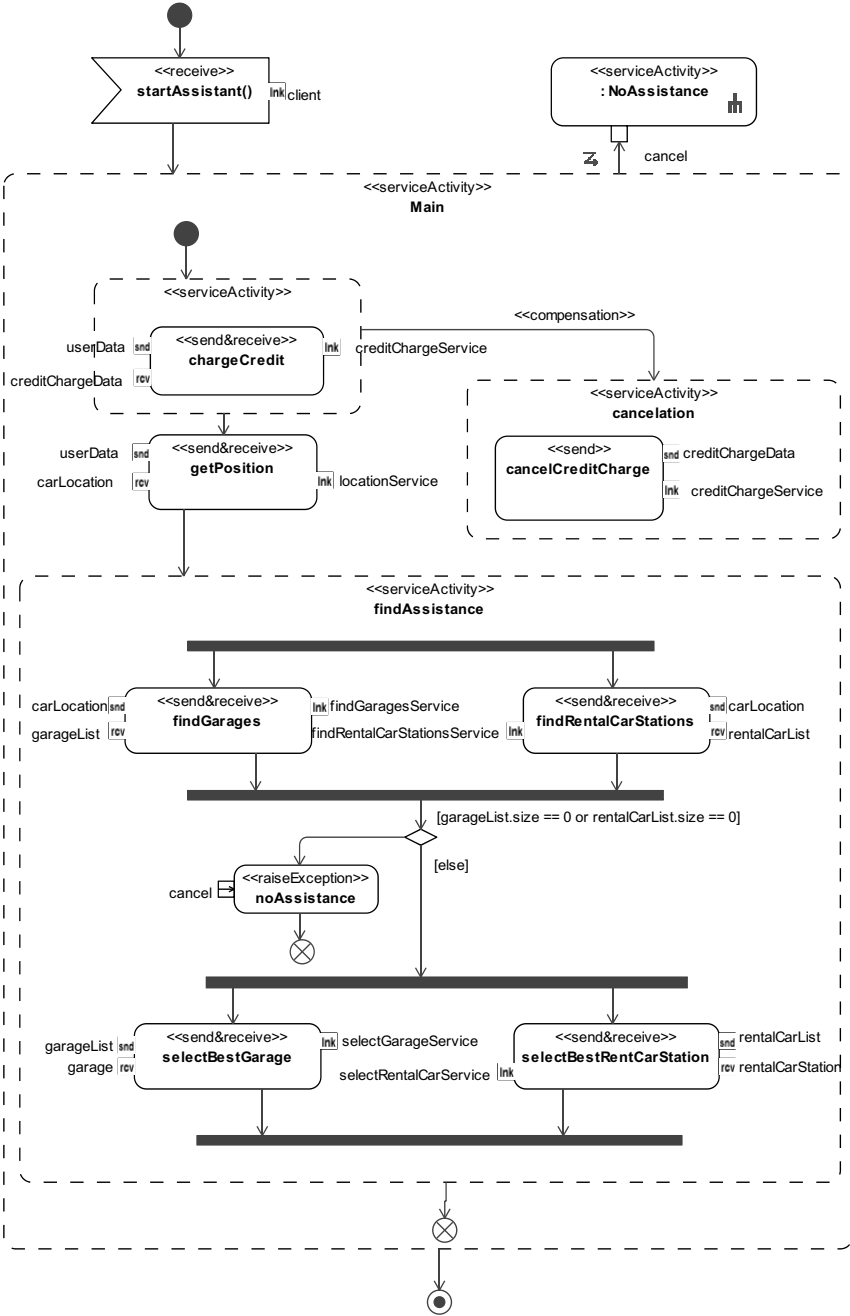 <<receive>>
startAssistant()
lnk
client
<<serviceActivity>>
: NoAssistance
cancel
<<serviceActivity>>
Main
<<serviceActivity>>
<<compensation>>
userData
snd
<<send&receive>>
chargeCredit
lnk
creditChargeService
creditChargeData
rcv
<<serviceActivity>>
cancelation
userData
snd
<<send&receive>>
getPosition
carLocation
rcv
lnk
locationService
<<send>>
cancelCreditCharge
snd
creditChargeData
lnk
creditChargeService
<<serviceActivity>>
findAssistance
carLocation
snd
<<send&receive>>
findGarages
lnk
findGaragesService
garageList
rcv
findRentalCarStationsService
lnk
<<send&receive>>
findRentalCarStations
snd
carLocation
rcv
rentalCarList
[garageList.size == 0 or rentalCarList.size == 0]
[else]
cancel
<<raiseException>>
noAssistance
garageList
snd
<<send&receive>>
selectBestGarage
lnk
selectGarageService
garage
rcv
selectRentalCarService
lnk
<<send&receive>>
selectBestRentCarStation
snd
rentalCarList
rcv
rentalCarStation